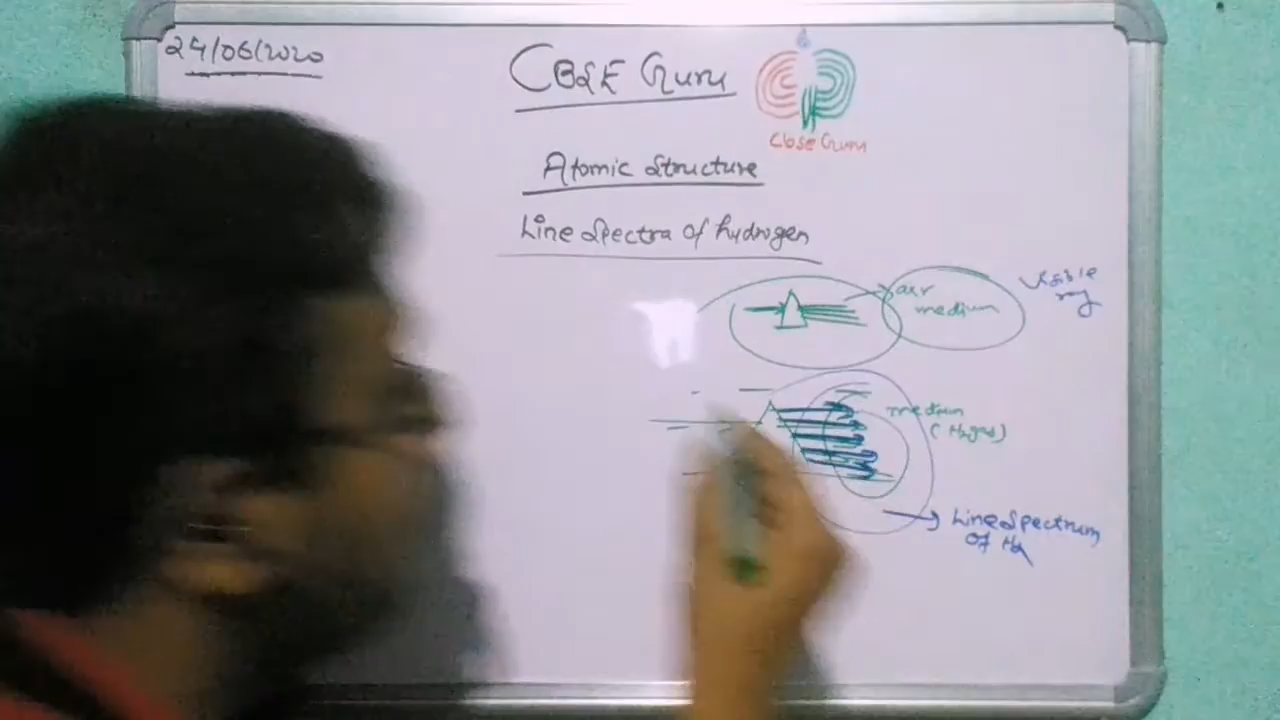 24/06/2020
CBSE Guru
Cbse Guru
Atomic Structure
Line Spectra Of hydrogen
air
medium
Visible
ray
medium
(H2 gas)
Line Spectrum
Of H2